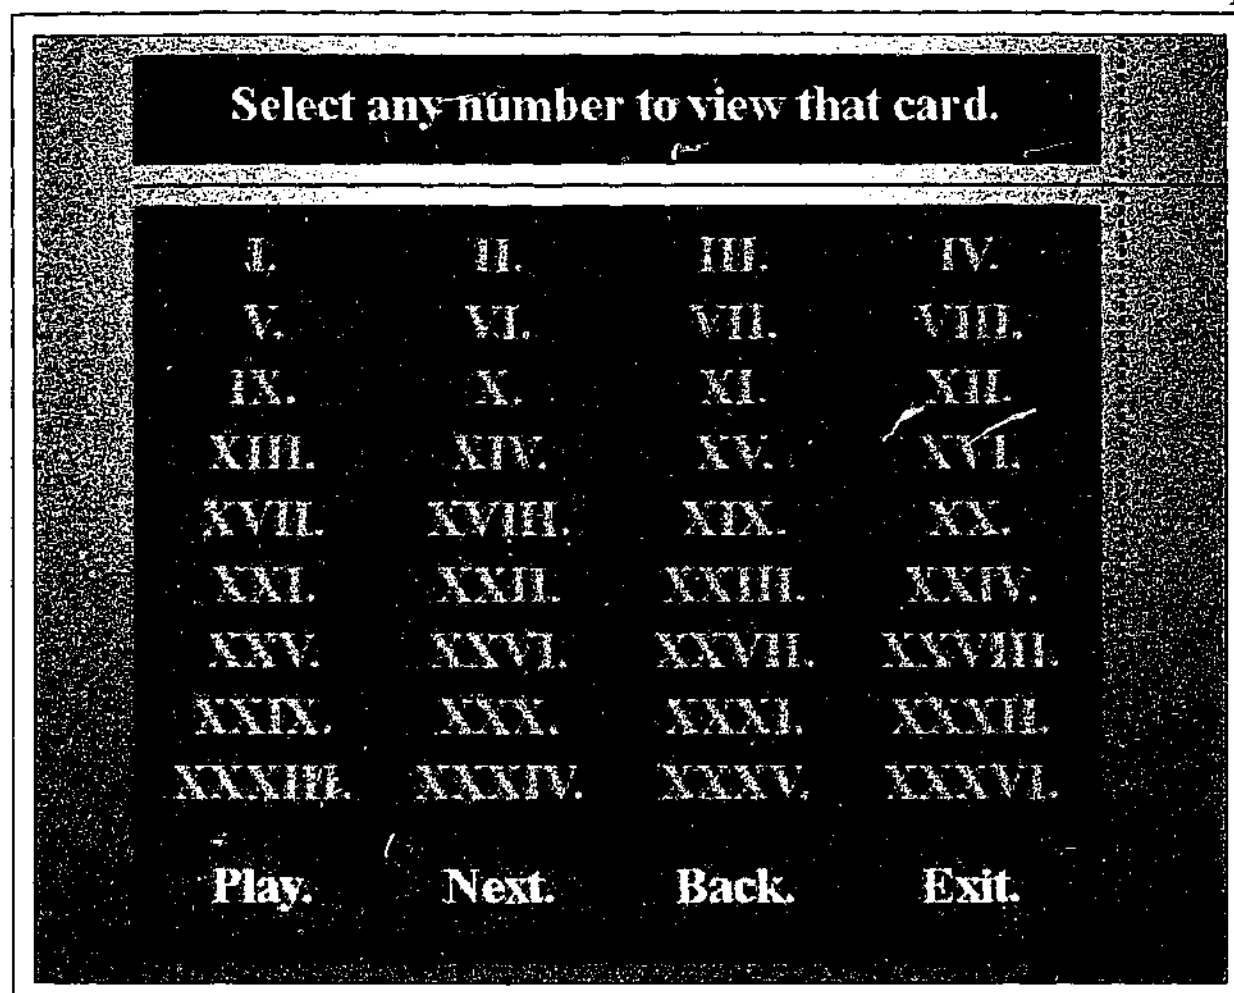 Select any number to view that card.
I. II. III. IV.
V. VI. VII. VIII.
IX. X. XI. XII.
XIII. XIV. XV. XVI.
XVII. XVIII. XIX. XX.
XXI. XXII. XXIII. XXIV.
XXV. XXVI. XXVII. XXVIII.
XXIX. XXX. XXXI. XXXII.
XXXIII. XXXIV. XXXV. XXXVI.
Play. Next. Back. Exit.